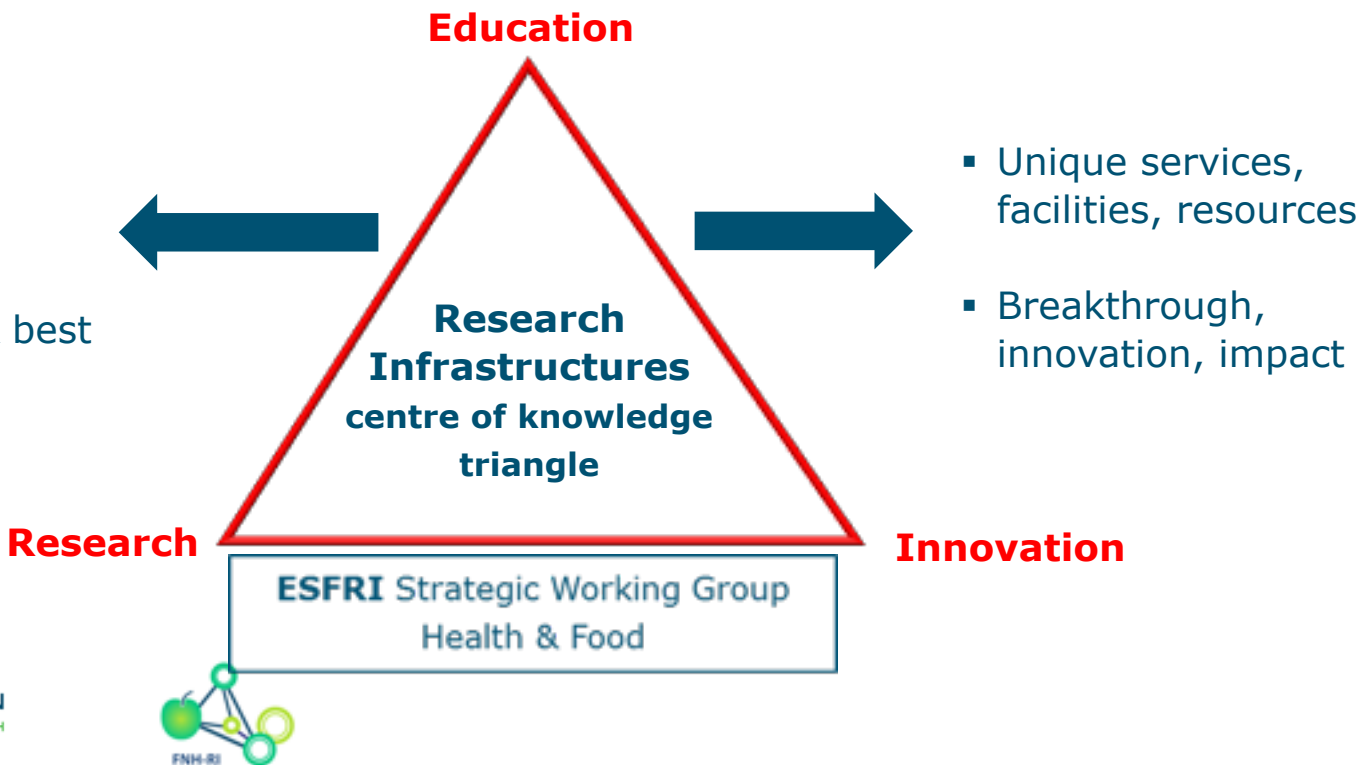 Education
▪ Unique services,
facilities, resources
▪ Breakthrough,
innovation, impact
best
Research
Infrastructures
centre of knowledge
triangle
Research
Innovation
ESFRI Strategic Working Group
Health & Food
FNH-RI